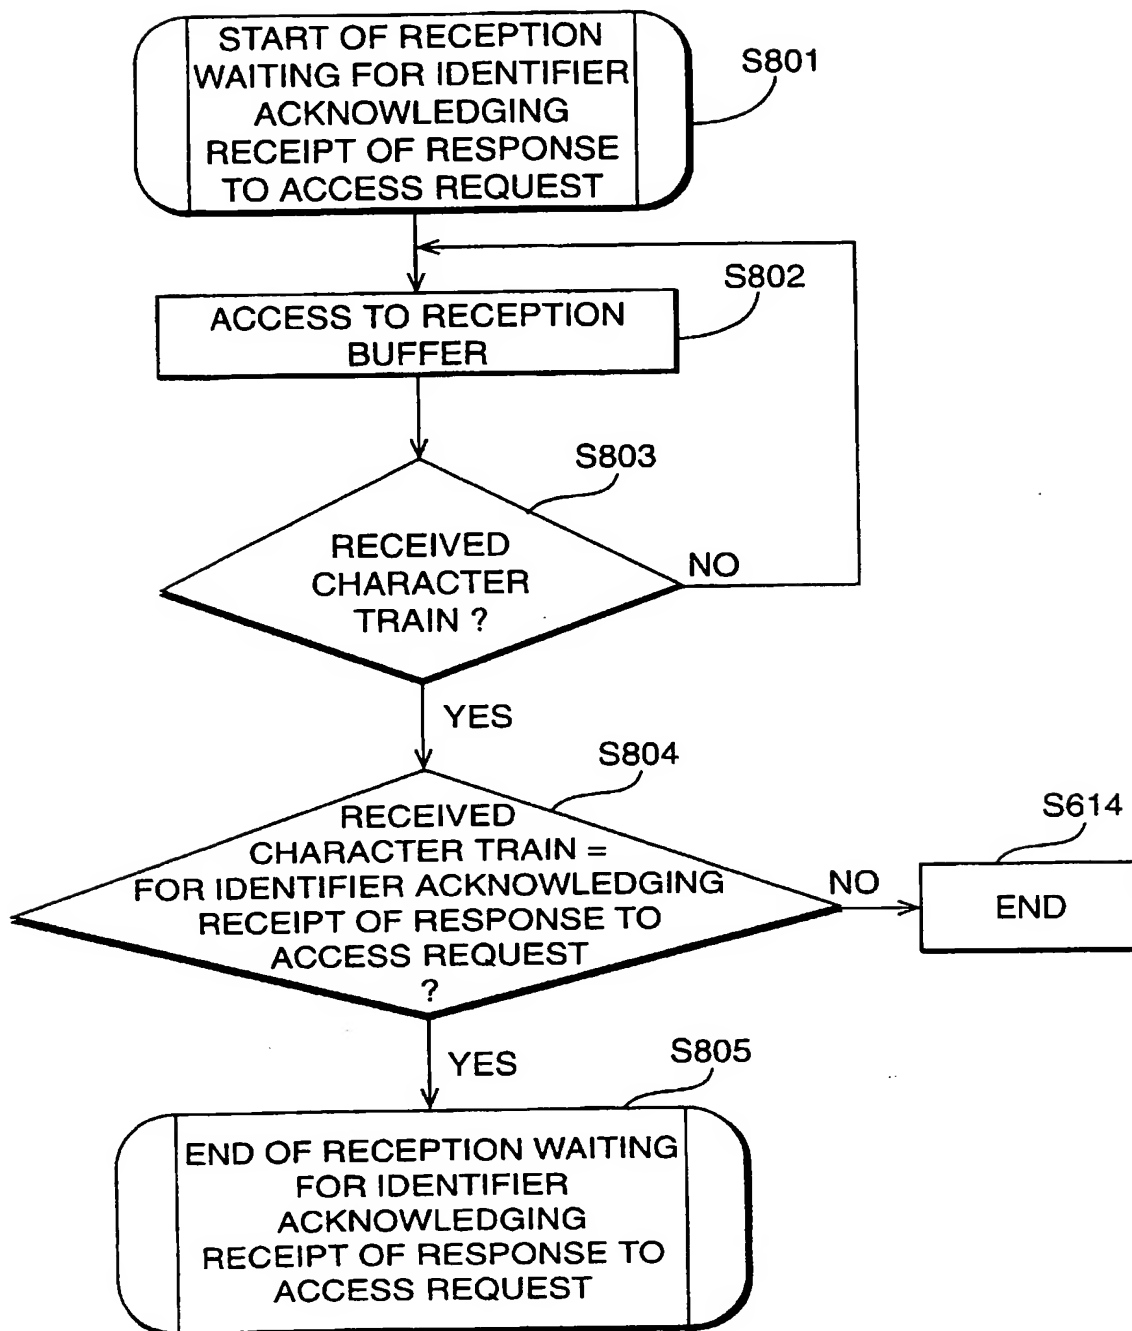 START OF RECEPTION
WAITING FOR IDENTIFIER
ACKNOWLEDGING
RECEIPT OF RESPONSE
TO ACCESS REQUEST
S801
S802
ACCESS TO RECEPTION
BUFFER
S803
RECEIVED
CHARACTER
TRAIN ?
NO
YES
S804
RECEIVED
CHARACTER TRAIN =
FOR IDENTIFIER ACKNOWLEDGING
RECEIPT OF RESPONSE TO
ACCESS REQUEST
?
NO
S614
END
YES
S805
END OF RECEPTION WAITING
FOR IDENTIFIER
ACKNOWLEDGING
RECEIPT OF RESPONSE TO
ACCESS REQUEST